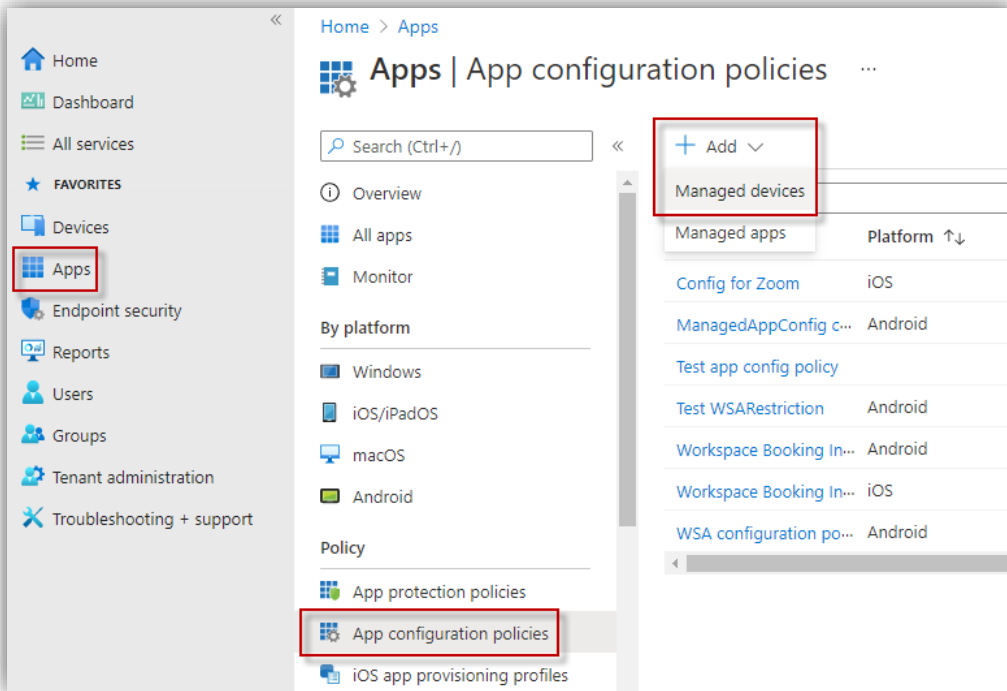 Home > Apps
Home
Dashboard
All services
FAVORITES
Devices
Apps
Endpoint security
Reports
Users
Groups
Tenant administration
Troubleshooting + support
Apps | App configuration policies ...
Search (Ctrl+/)
Overview
All apps
Monitor
By platform
Windows
iOS/iPadOS
macOS
Android
Policy
App protection policies
App configuration policies
iOS app provisioning profiles
+ Add
Managed devices
Managed apps
Platform ↑↓
Config for Zoom iOS
ManagedAppConfig c... Android
Test app config policy
Test WSARestriction Android
Workspace Booking In... Android
Workspace Booking In... iOS
WSA configuration po... Android